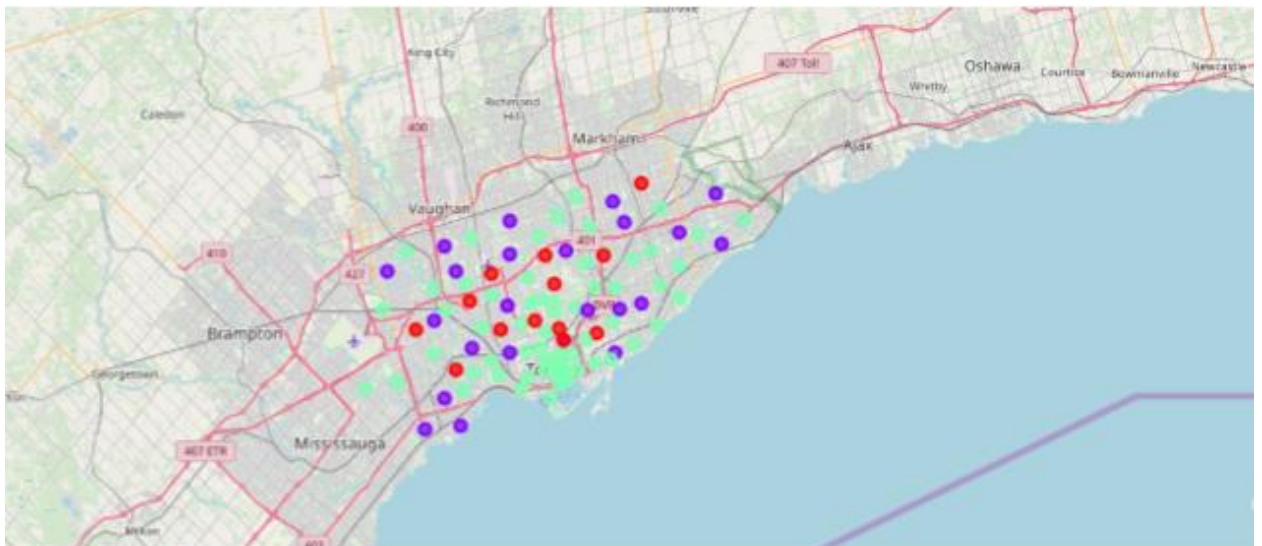 King City
407 Toll
Oshawa
Courtice
Bowmanville
Newcastle
Caledon
Richmond
Hill
400
Markham
Ajax
Vaughan
401
410
427
Brampton
Georgetown
Mississauga
407 ETR
Milton
403